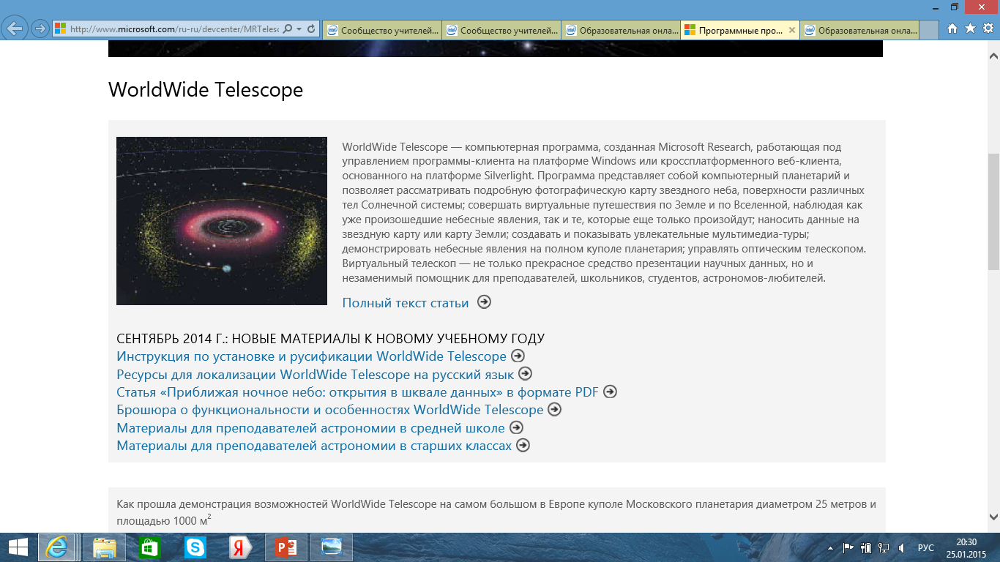 http://www.microsoft.com/ru-ru/devcenter/MRTelesc
Сообщество учителей...
Сообщество учителей...
Образовательная онла...
Программные про...
Образовательная онла...
WorldWide Telescope
WorldWide Telescope — компьютерная программа, созданная Microsoft Research, работающая под
управлением программы-клиента на платформе Windows или кроссплатформенного веб-клиента,
основанного на платформе Silverlight. Программа представляет собой компьютерный планетарий и
позволяет рассматривать подробную фотографическую карту звездного неба, поверхности различных
тел Солнечной системы; совершать виртуальные путешествия по Земле и по Вселенной, наблюдая как
уже произошедшие небесные явления, так и те, которые еще только произойдут; наносить данные на
звездную карту или карту Земли; создавать и показывать увлекательные мультимедиа-туры;
демонстрировать небесные явления на полном куполе планетария; управлять оптическим телескопом.
Виртуальный телескоп — не только прекрасное средство презентации научных данных, но и
незаменимый помощник для преподавателей, школьников, студентов, астрономов-любителей.
Полный текст статьи
СЕНТЯБРЬ 2014 Г.: НОВЫЕ МАТЕРИАЛЫ К НОВОМУ УЧЕБНОМУ ГОДУ
Инструкция по установке и русификации WorldWide Telescope
Ресурсы для локализации WorldWide Telescope на русский язык
Статья «Приближая ночное небо: открытия в шквале данных» в формате PDF
Брошюра о функциональности и особенностях WorldWide Telescope
Материалы для преподавателей астрономии в средней школе
Материалы для преподавателей астрономии в старших классах
Как прошла демонстрация возможностей WorldWide Telescope на самом большом в Европе куполе Московского планетария диаметром 25 метров и
площадью 1000 м²
РУС
20:30
25.01.2015